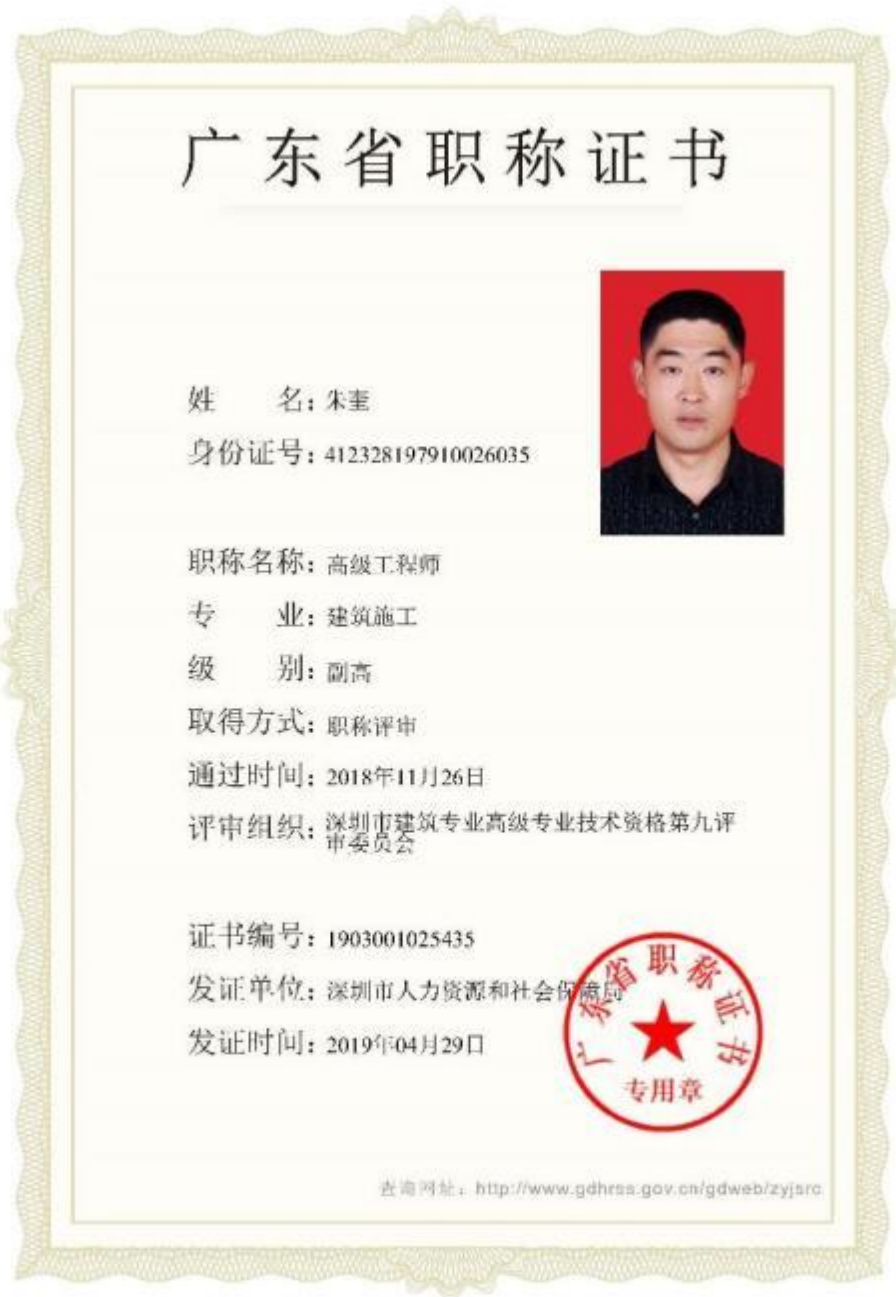 广东省职称证书
姓 名：朱奎
身份证号：412328197910026035
职称名称：高级工程师
专 业：建筑施工
级 别：副高
取得方式：职称评审
通过时间：2018年11月26日
评审组织：深圳市建筑专业高级专业技术资格第九评
审委员会
证书编号：1903001025435
发证单位：深圳市人力资源和社会保障局
发证时间：2019年04月29日
广东省职称证书
专用章
查询网址：http://www.gdhrss.gov.cn/gdweb/zyjsrc